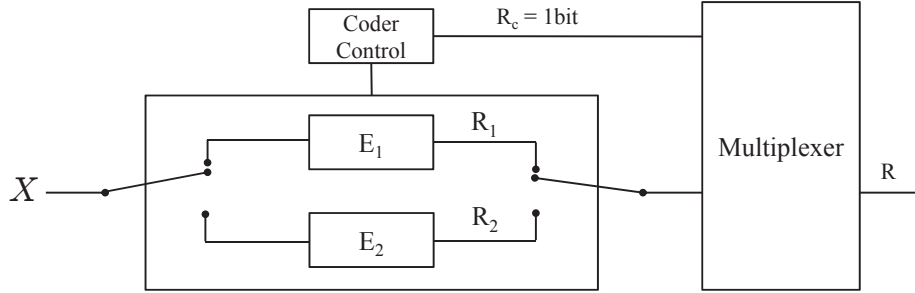 R_c = 1bit
Coder
Control
E_1
R_1
Multiplexer
X
R
E_2
R_2